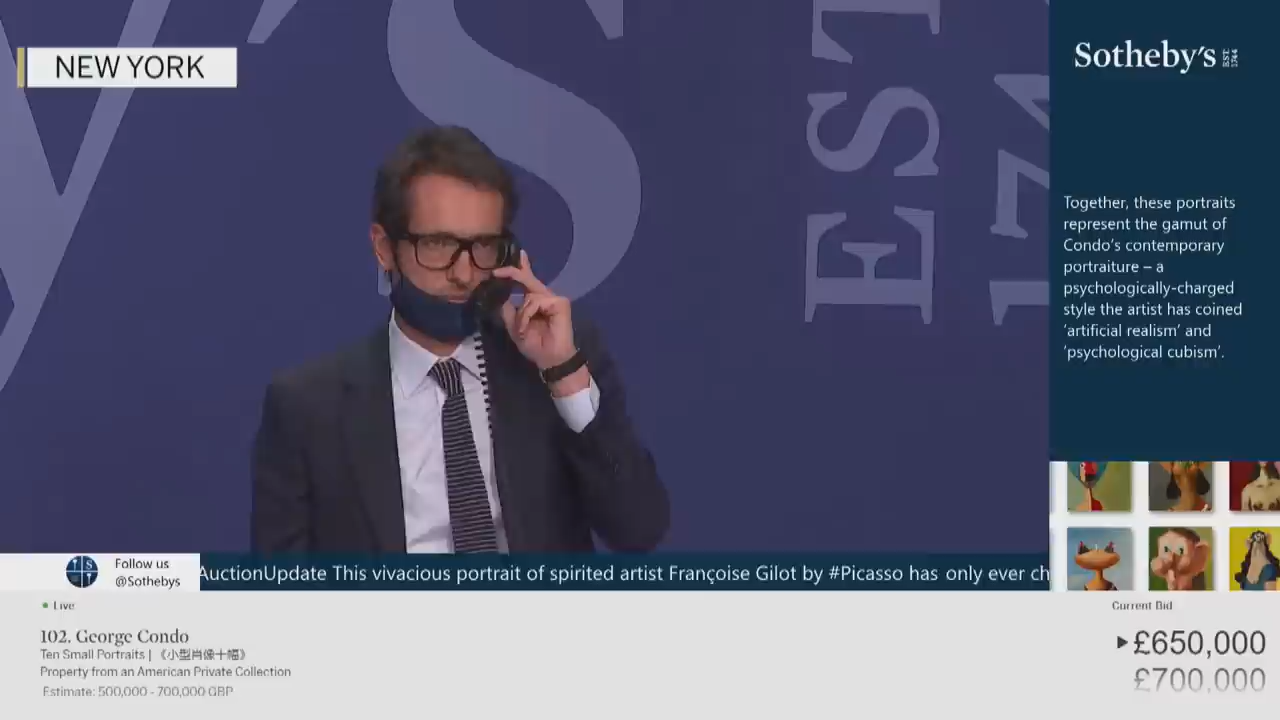 NEW YORK
y's
EST
174
Sotheby's EST. 1744
Together, these portraits
represent the gamut of
Condo's contemporary
portraiture – a
psychologically-charged
style the artist has coined
'artificial realism' and
'psychological cubism'.
Follow us
@Sothebys
AuctionUpdate This vivacious portrait of spirited artist Françoise Gilot by #Picasso has only ever ch
Live
102. George Condo
Ten Small Portraits | 《小型肖像十幅》
Property from an American Private Collection
Estimate: 500,000 - 700,000 GBP
Current Bid
£650,000
£700,000